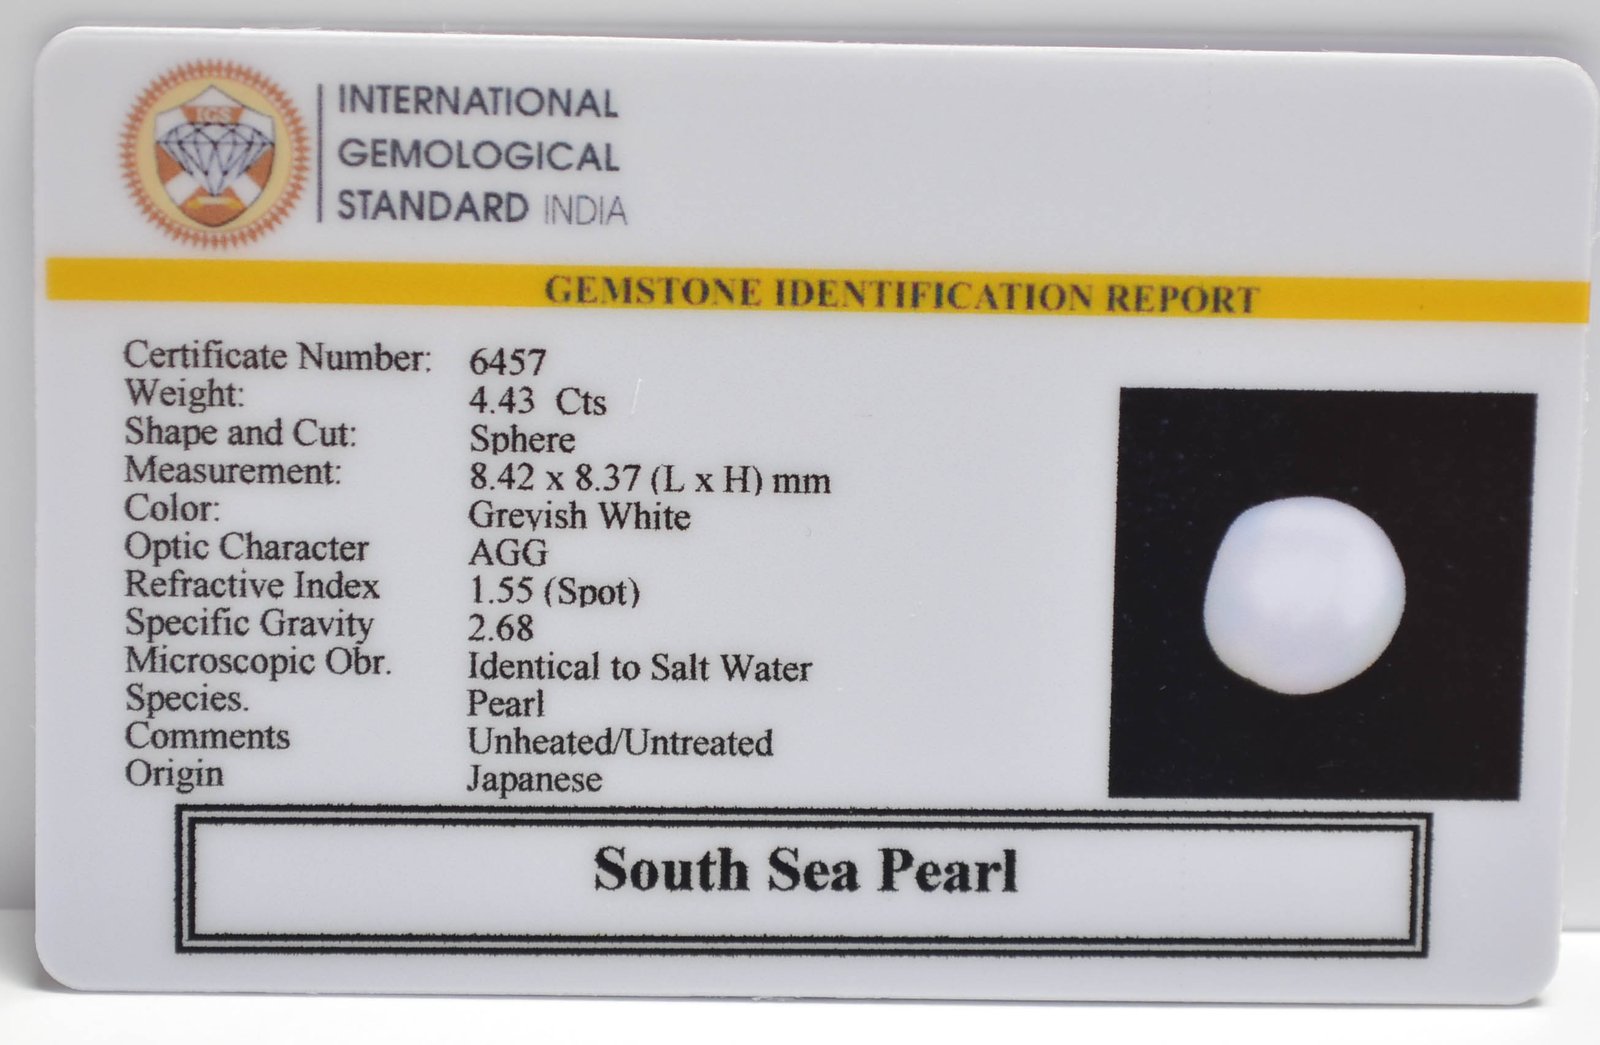 IGS
INTERNATIONAL
GEMOLOGICAL
STANDARD INDIA
GEMSTONE IDENTIFICATION REPORT
Certificate Number: 6457
Weight: 4.43 Cts
Shape and Cut: Sphere
Measurement: 8.42 x 8.37 (L x H) mm
Color: Greyish White
Optic Character AGG
Refractive Index 1.55 (Spot)
Specific Gravity 2.68
Microscopic Obr. Identical to Salt Water
Species. Pearl
Comments Unheated/Untreated
Origin Japanese
South Sea Pearl